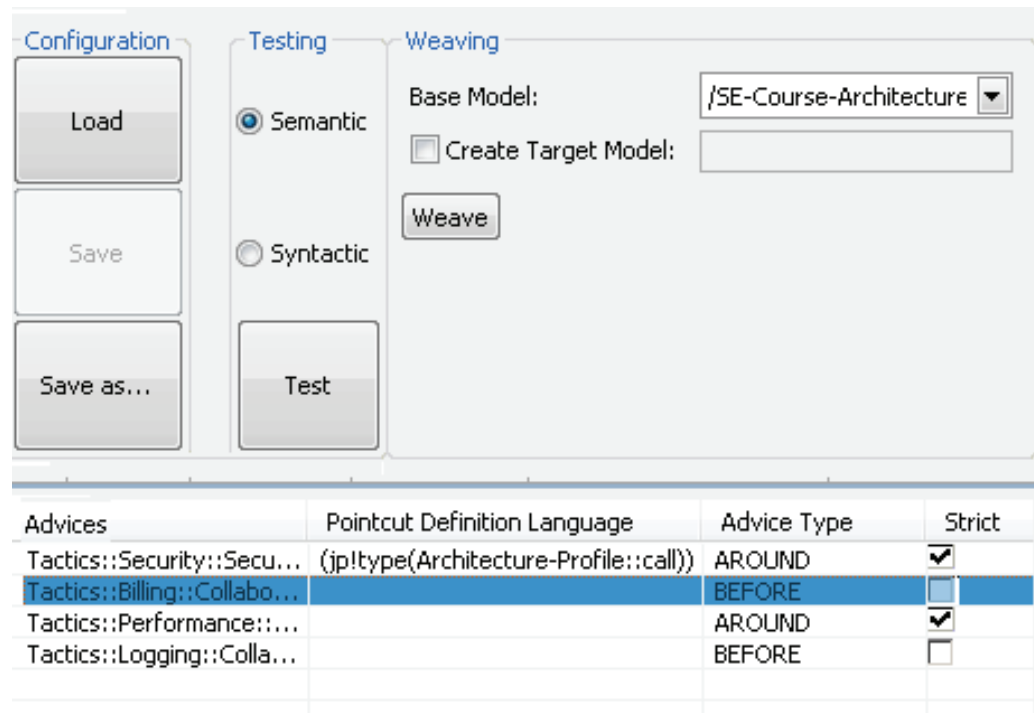 Configuration Testing Weaving
Load Semantic Base Model: /SE-Course-Architecture
Create Target Model:
Weave
Save Syntactic
Save as... Test
Advices Pointcut Definition Language Advice Type Strict
Tactics::Security::Secu... (jp!type(Architecture-Profile::call)) AROUND
Tactics::Billing::Collabo... BEFORE
Tactics::Performance::... AROUND
Tactics::Logging::Colla... BEFORE